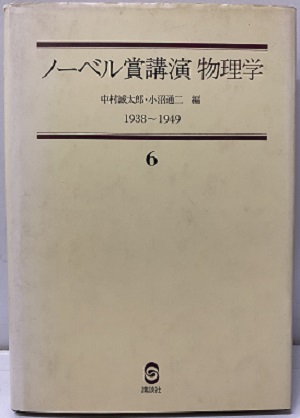 ノーベル賞講演 物理学
中村誠太郎・小沼通二 編
1938～1949
6
講談社